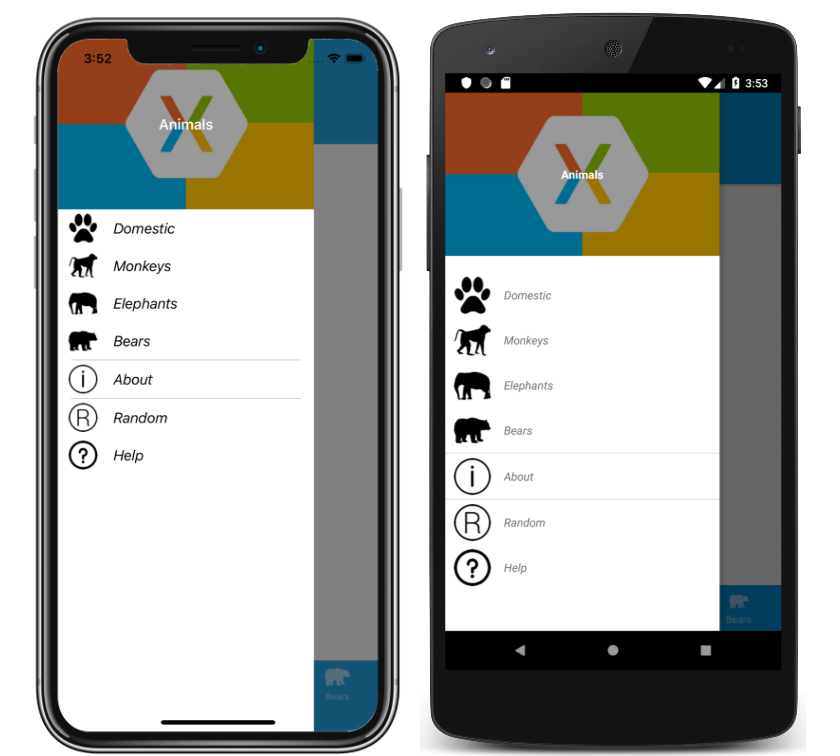 3:52
Animals
Domestic
Monkeys
Elephants
Bears
i About
R Random
? Help
Bears
3:53
Animals
Domestic
Monkeys
Elephants
Bears
i About
R Random
? Help
Bears